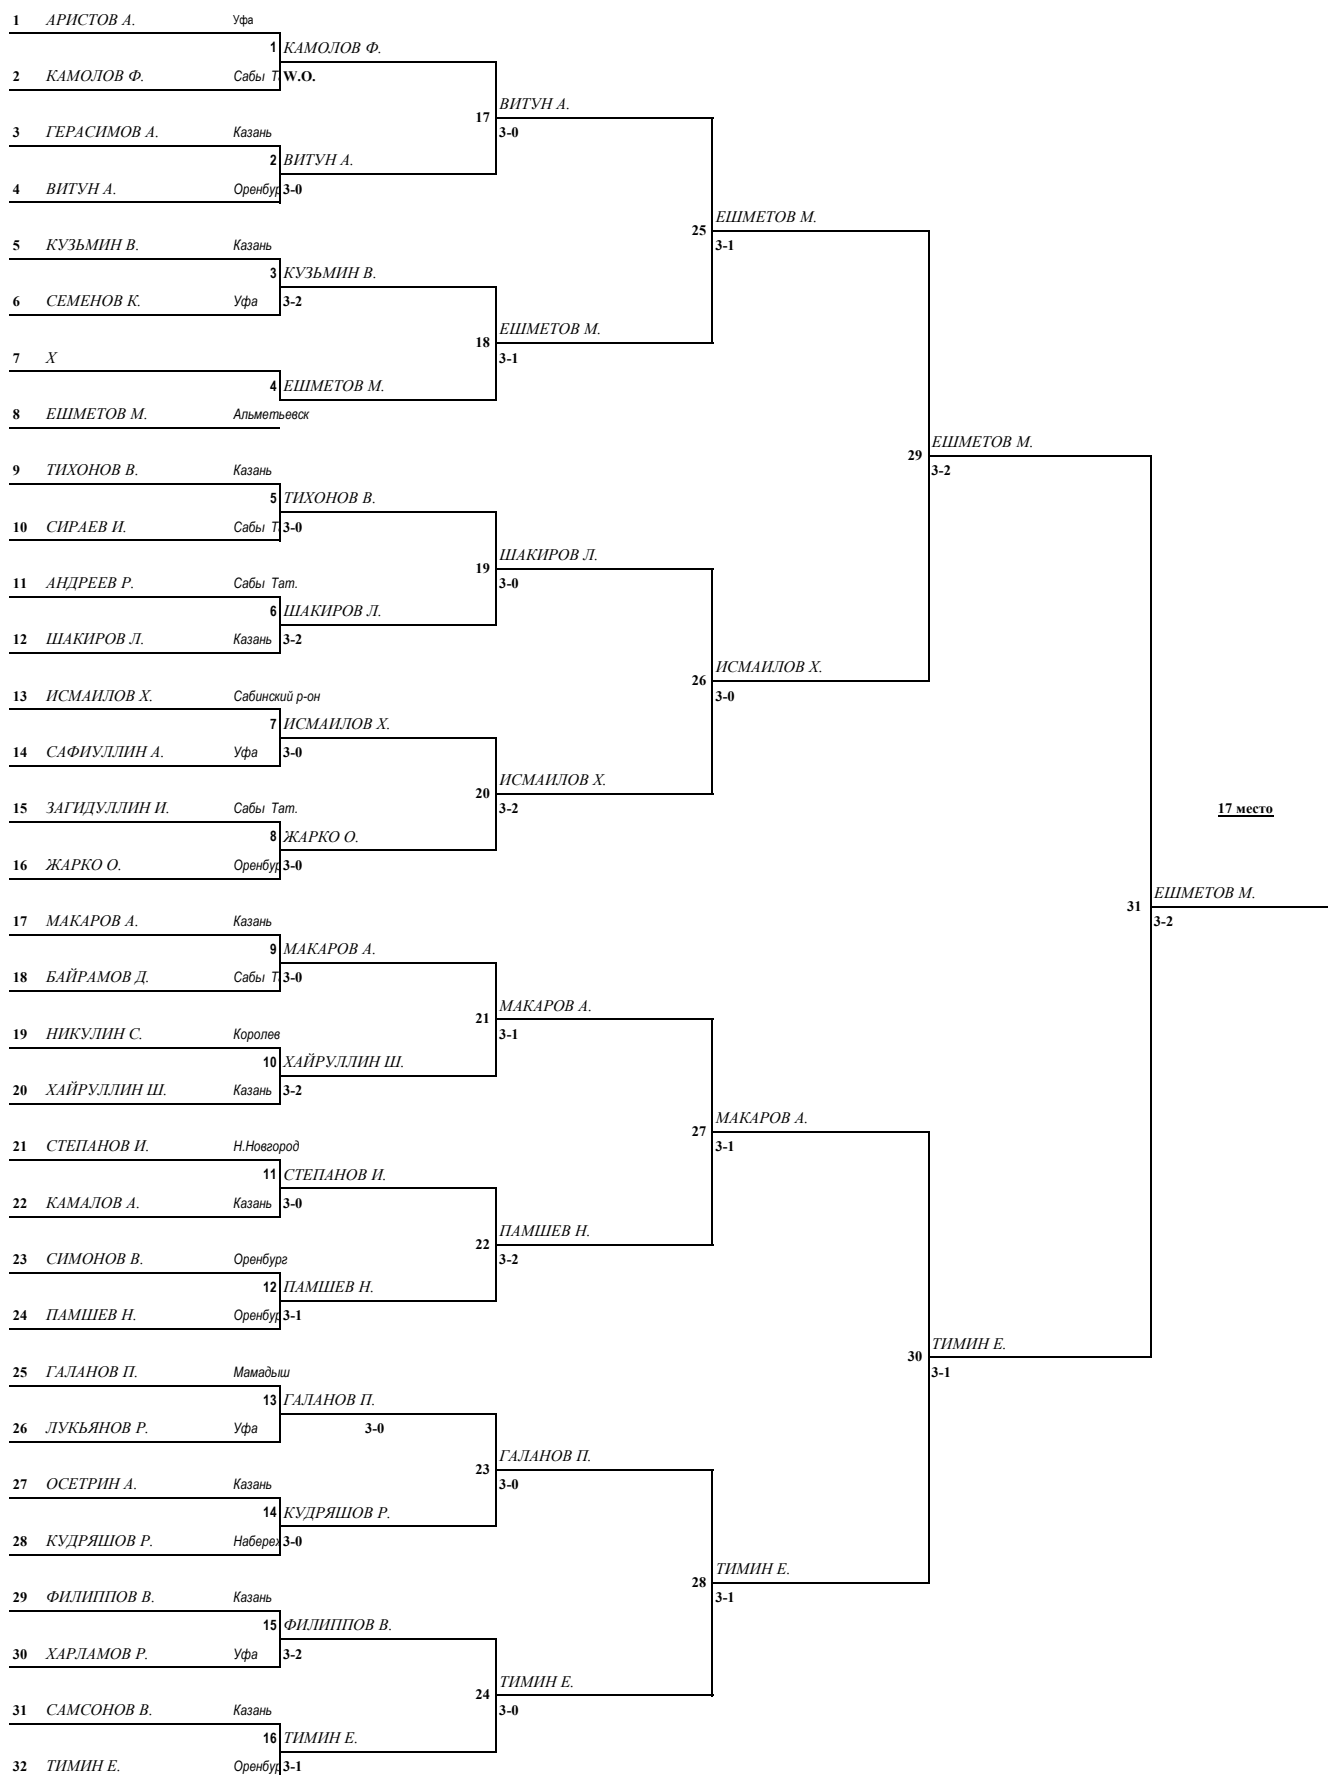 1 АРИСТОВ А. Уфа
1 КАМОЛОВ Ф.
2 КАМОЛОВ Ф. Сабы Т W.O.
17 ВИТУН А.
3 ГЕРАСИМОВ А. Казань 3-0
2 ВИТУН А.
4 ВИТУН А. Оренбур 3-0
25 ЕШМЕТОВ М.
5 КУЗЬМИН В. Казань 3-1
3 КУЗЬМИН В.
6 СЕМЕНОВ К. Уфа 3-2
18 ЕШМЕТОВ М.
7 Х 3-1
4 ЕШМЕТОВ М.
8 ЕШМЕТОВ М. Альметьевск
29 ЕШМЕТОВ М.
9 ТИХОНОВ В. Казань 3-2
5 ТИХОНОВ В.
10 СИРАЕВ И. Сабы Т 3-0
19 ШАКИРОВ Л.
11 АНДРЕЕВ Р. Сабы Тат. 3-0
6 ШАКИРОВ Л.
12 ШАКИРОВ Л. Казань 3-2
26 ИСМАИЛОВ Х.
13 ИСМАИЛОВ Х. Сабинский р-он 3-0
7 ИСМАИЛОВ Х.
14 САФИУЛЛИН А. Уфа 3-0
20 ИСМАИЛОВ Х.
15 ЗАГИДУЛЛИН И. Сабы Тат. 3-2 17 место
8 ЖАРКО О.
16 ЖАРКО О. Оренбур 3-0
31 ЕШМЕТОВ М.
17 МАКАРОВ А. Казань 3-2
9 МАКАРОВ А.
18 БАЙРАМОВ Д. Сабы Т 3-0
21 МАКАРОВ А.
19 НИКУЛИН С. Королев 3-1
10 ХАЙРУЛЛИН Ш.
20 ХАЙРУЛЛИН Ш. Казань 3-2
27 МАКАРОВ А.
21 СТЕПАНОВ И. Н.Новгород 3-1
11 СТЕПАНОВ И.
22 КАМАЛОВ А. Казань 3-0
22 ПАМШЕВ Н.
23 СИМОНОВ В. Оренбург 3-2
12 ПАМШЕВ Н.
24 ПАМШЕВ Н. Оренбур 3-1
30 ТИМИН Е.
25 ГАЛАНОВ П. Мамадыш 3-1
13 ГАЛАНОВ П.
26 ЛУКЬЯНОВ Р. Уфа 3-0
23 ГАЛАНОВ П.
27 ОСЕТРИН А. Казань 3-0
14 КУДРЯШОВ Р.
28 КУДРЯШОВ Р. Набереж 3-0
28 ТИМИН Е.
29 ФИЛИППОВ В. Казань 3-1
15 ФИЛИППОВ В.
30 ХАРЛАМОВ Р. Уфа 3-2
24 ТИМИН Е.
31 САМСОНОВ В. Казань 3-0
16 ТИМИН Е.
32 ТИМИН Е. Оренбур 3-1